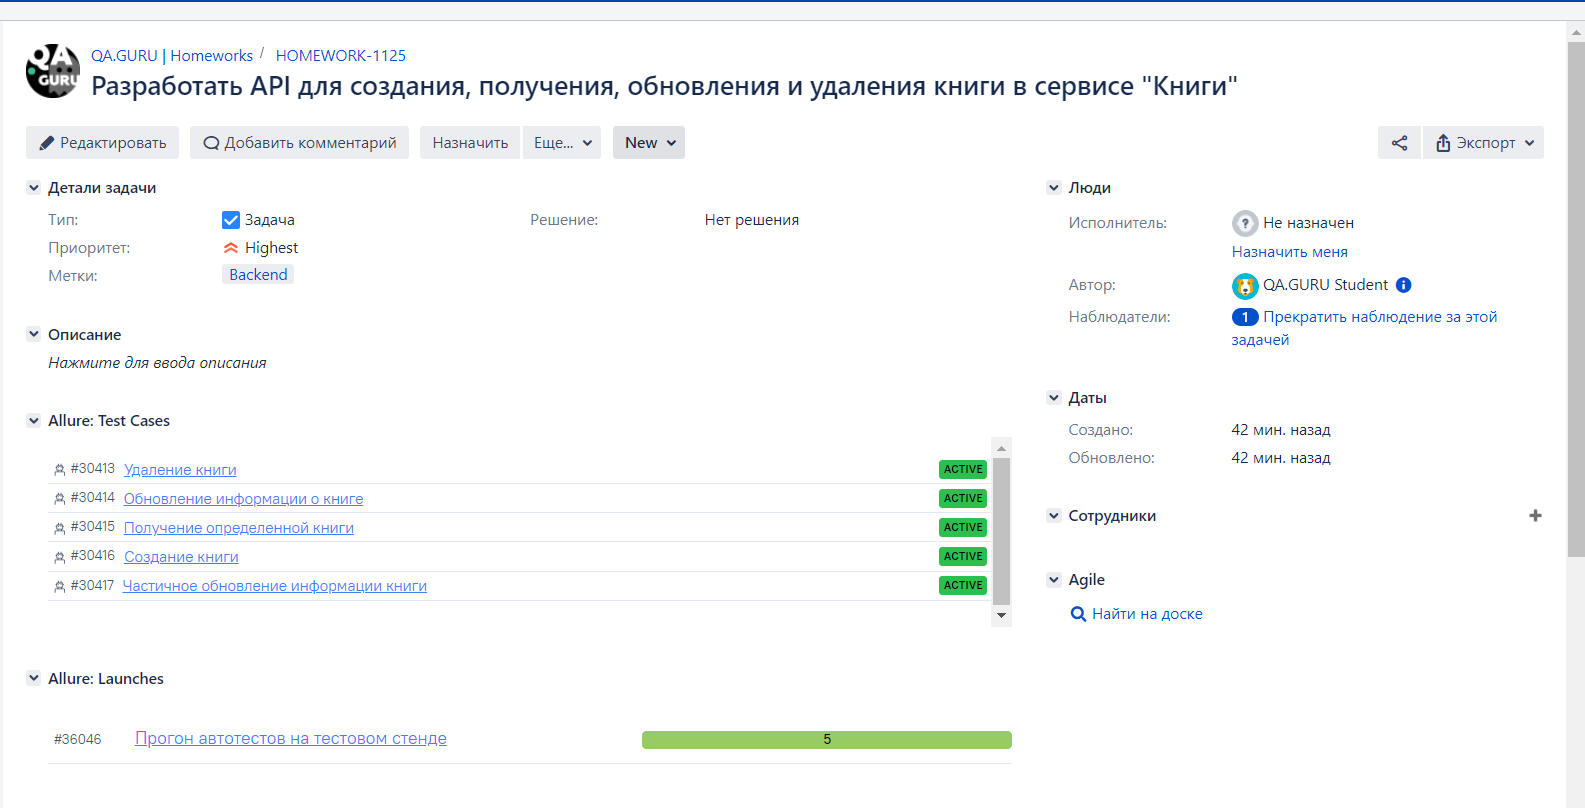 QA GURU
QA.GURU | Homeworks / HOMEWORK-1125
Разработать API для создания, получения, обновления и удаления книги в сервисе "Книги"
Редактировать Добавить комментарий Назначить Еще... New Экспорт
Детали задачи
Тип: Задача Решение: Нет решения
Приоритет: Highest
Метки: Backend
Описание
Нажмите для ввода описания
Allure: Test Cases
#30413 Удаление книги ACTIVE
#30414 Обновление информации о книге ACTIVE
#30415 Получение определенной книги ACTIVE
#30416 Создание книги ACTIVE
#30417 Частичное обновление информации книги ACTIVE
Allure: Launches
#36046 Прогон автотестов на тестовом стенде 5
Люди
Исполнитель: Не назначен
Назначить меня
Автор: QA.GURU Student
Наблюдатели: 1 Прекратить наблюдение за этой
задачей
Даты
Создано: 42 мин. назад
Обновлено: 42 мин. назад
Сотрудники
Agile
Найти на доске